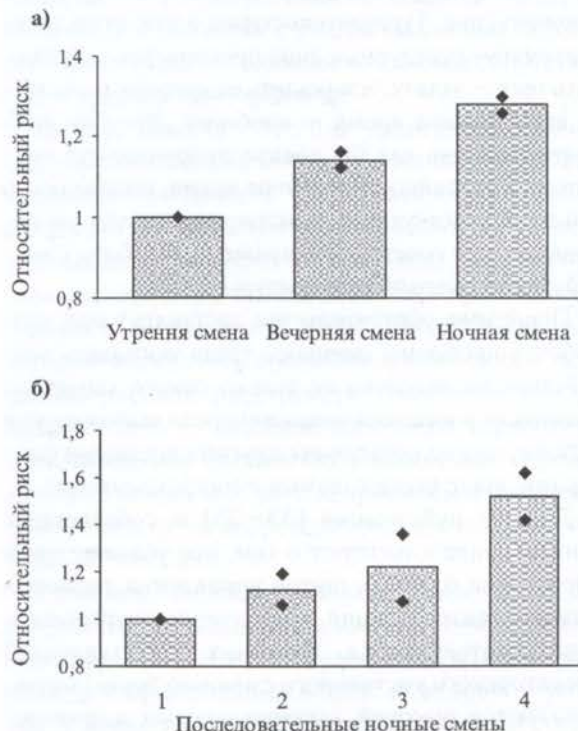 а)
Относительный риск
1,4
1,2
1
0,8
Утренняя смена Вечерняя смена Ночная смена
б)
Относительный риск
1,8
1,6
1,4
1,2
1
0,8
1 2 3 4
Последовательные ночные смены